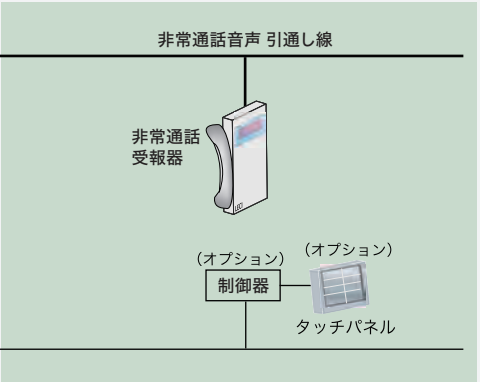 非常通話音声 引通し線
非常通話
受報器
(オプション)
(オプション)
制御器
タッチパネル